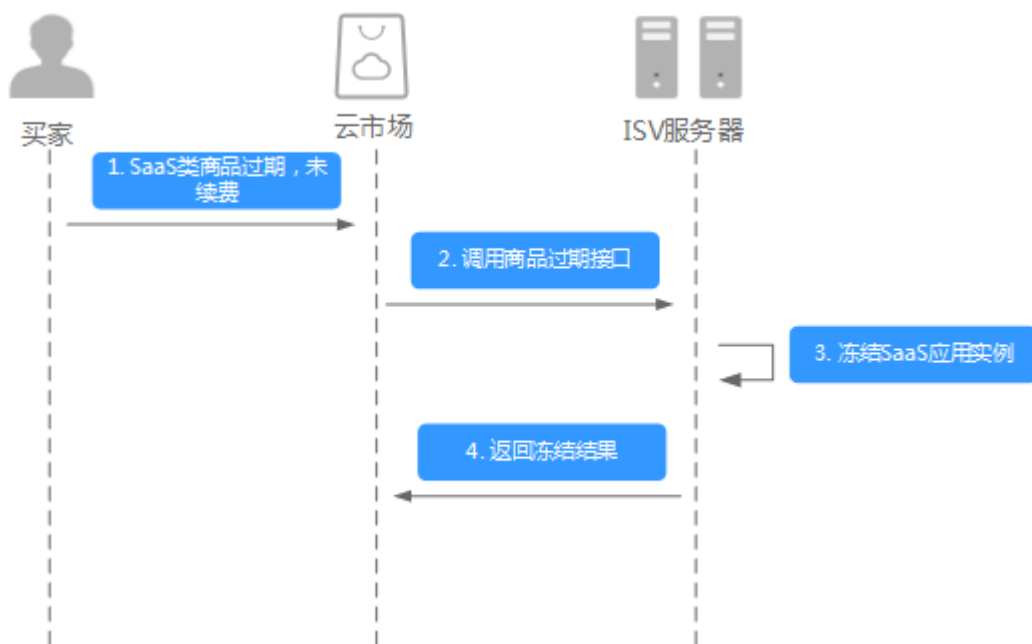 买家
云市场
ISV服务器
1. SaaS类商品过期，未
续费
2. 调用商品过期接口
3. 冻结SaaS应用实例
4. 返回冻结结果